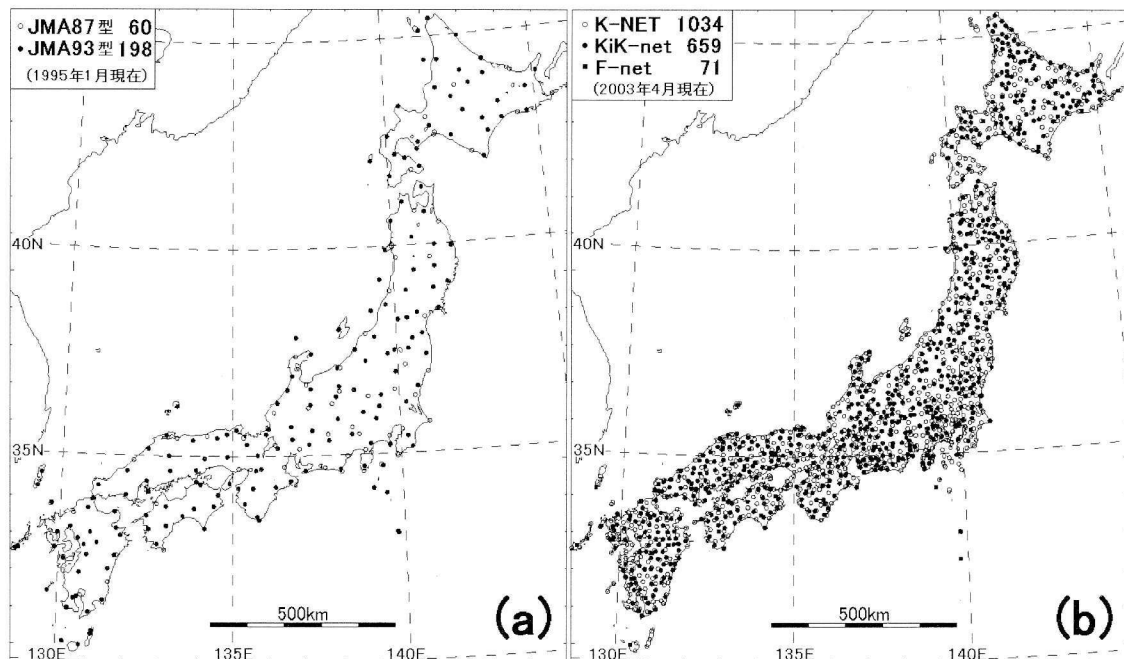 JMA87型 60
JMA93型 198
(1995年1月現在)
40N
35N
500km
(a)
130E
135E
140E
K-NET 1034
KiK-net 659
F-net 71
(2003年4月現在)
40N
35N
500km
(b)
130E
135E
140E